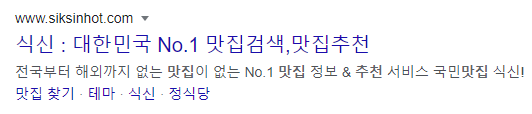 www.siksinhot.com
식신 : 대한민국 No.1 맛집검색,맛집추천
전국부터 해외까지 없는 맛집이 없는 No.1 맛집 정보 & 추천 서비스 국민맛집 식신!
맛집 찾기 · 테마 · 식신 · 정식당